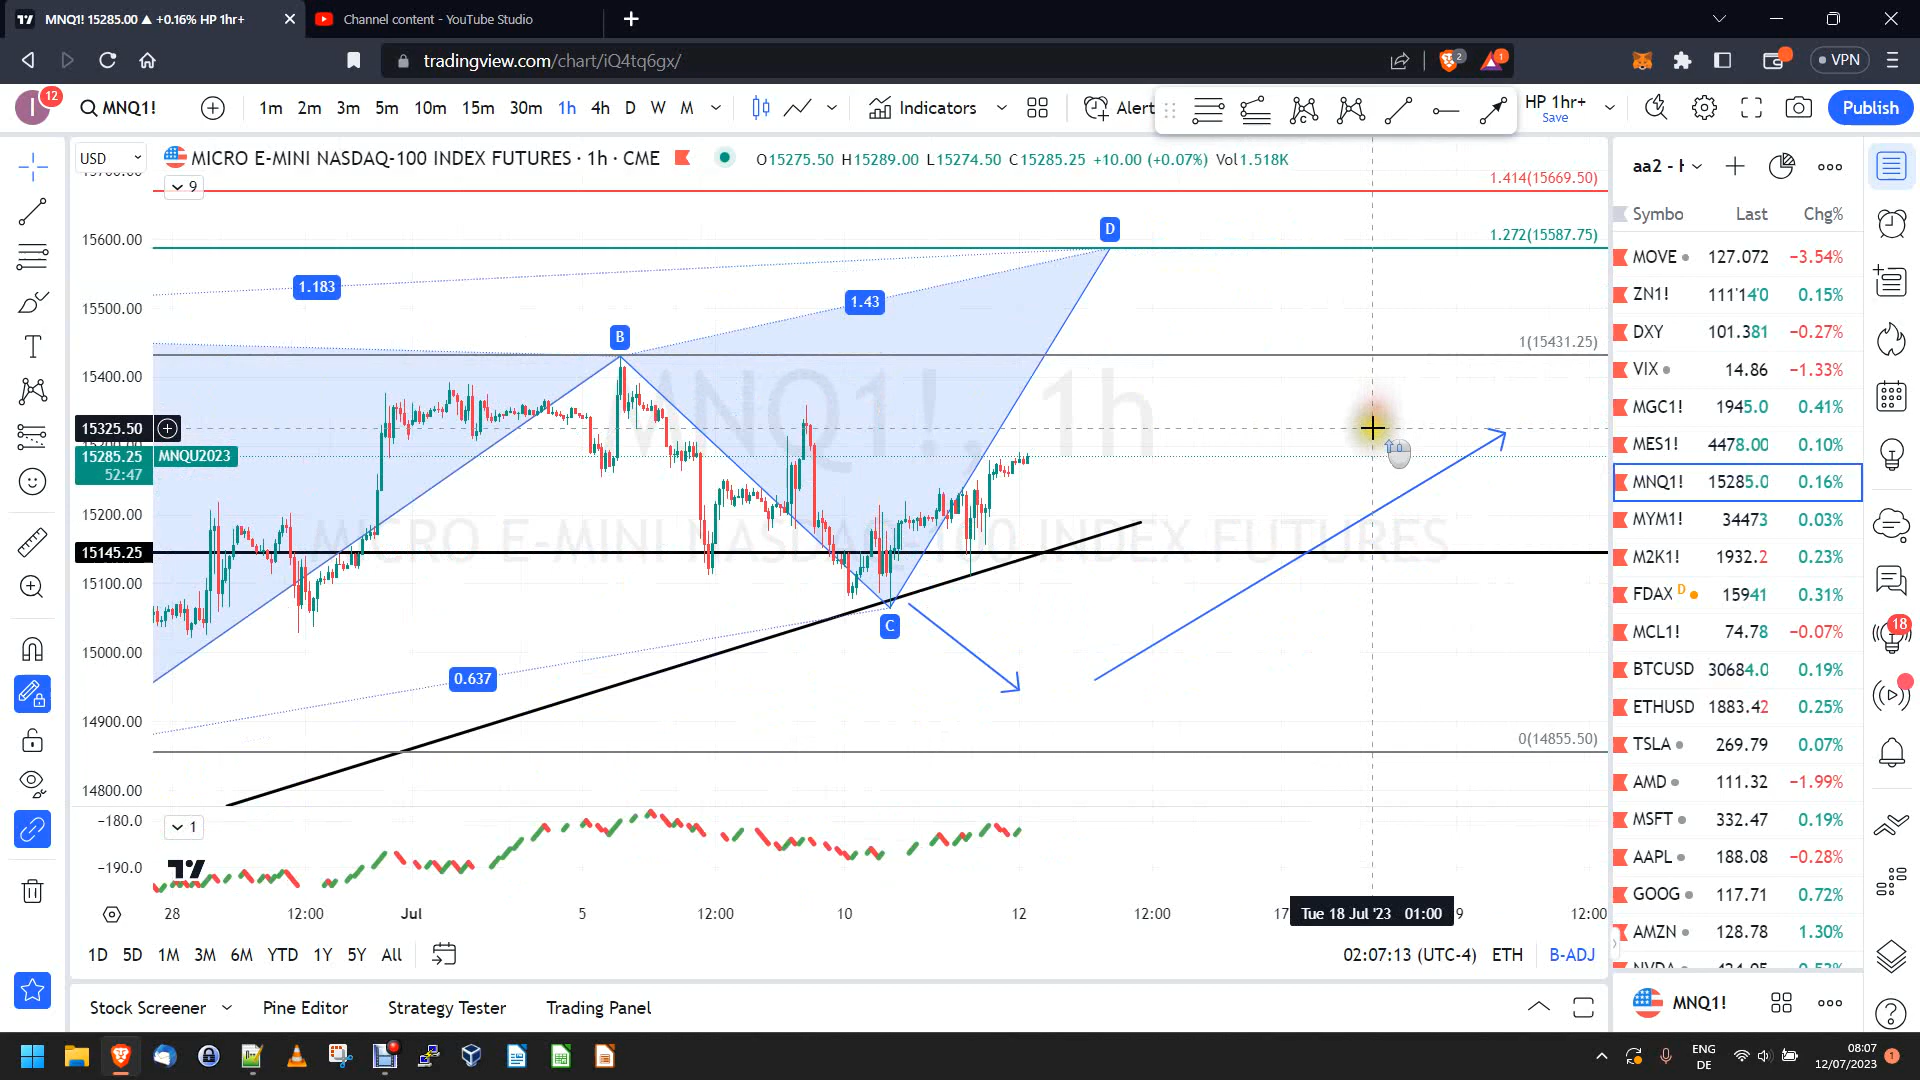 MNQ1! 15285.00 ▲ +0.16% HP 1hr+
Channel content - YouTube Studio
tradingview.com/chart/iQ4tq6gx/
2
1
VPN
I
12
MNQ1!
1m 2m 3m 5m 10m 15m 30m 1h 4h D W M
Indicators
Alert
HP 1hr+
Save
Publish
USD
MICRO E-MINI NASDAQ-100 INDEX FUTURES · 1h · CME
O15275.50 H15289.00 L15274.50 C15285.25 +10.00 (+0.07%) Vol1.518K
9
1.414(15669.50)
1.272(15587.75)
1(15431.25)
0(14855.50)
15600.00
15500.00
15400.00
15325.50
15285.25
52:47
MNQU2023
15200.00
15145.25
15100.00
15000.00
14900.00
14800.00
−180.0
−190.0
1
D
1.183
1.43
B
C
0.637
MNQ1!, 1h
MICRO E-MINI NASDAQ-100 INDEX FUTURES
28 12:00 Jul 5 12:00 10 12 12:00 17 Tue 18 Jul '23 01:00 9 12:00
1D 5D 1M 3M 6M YTD 1Y 5Y All
02:07:13 (UTC-4) ETH B-ADJ
Stock Screener Pine Editor Strategy Tester Trading Panel
Symbo Last Chg%
MOVE 127.072 −3.54%
ZN1! 111'14'0 0.15%
DXY 101.381 −0.27%
VIX 14.86 −1.33%
MGC1! 1945.0 0.41%
MES1! 4478.00 0.10%
MNQ1! 15285.0 0.16%
MYM1! 34473 0.03%
M2K1! 1932.2 0.23%
FDAX D 15941 0.31%
MCL1! 74.78 −0.07%
BTCUSD 30684.0 0.19%
ETHUSD 1883.42 0.25%
TSLA 269.79 0.07%
AMD 111.32 −1.99%
MSFT 332.47 0.19%
AAPL 188.08 −0.28%
GOOG 117.71 0.72%
AMZN 128.78 1.30%
MNQ1!
18
ENG
DE
08:07
12/07/2023
1